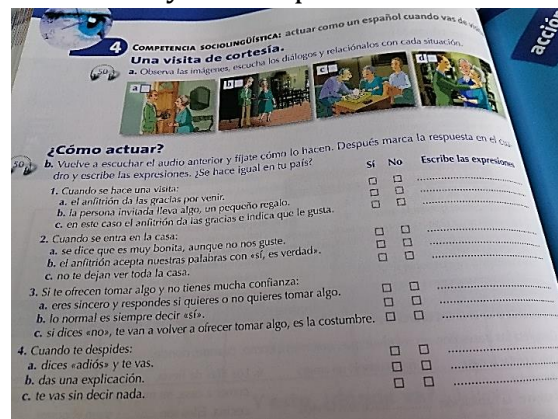 4 COMPETENCIA SOCIOLINGÜÍSTICA: actuar como un español cuando vas de
Una visita de cortesía.
50 a. Observa las imágenes, escucha los diálogos y relaciónalos con cada situación.
a b c d
¿Cómo actuar?
50 b. Vuelve a escuchar el audio anterior y fíjate cómo lo hacen. Después marca la respuesta en el cua-
dro y escribe las expresiones. ¿Se hace igual en tu país?
Sí No Escribe las expresiones
1. Cuando se hace una visita:
a. el anfitrión da las gracias por venir.
b. la persona invitada lleva algo, un pequeño regalo.
c. en este caso el anfitrión da las gracias e indica que le gusta.
2. Cuando se entra en la casa:
a. se dice que es muy bonita, aunque no nos guste.
b. el anfitrión acepta nuestras palabras con «sí, es verdad».
c. no te dejan ver toda la casa.
3. Si te ofrecen tomar algo y no tienes mucha confianza:
a. eres sincero y respondes si quieres o no quieres tomar algo.
b. lo normal es siempre decir «sí».
c. si dices «no», te van a volver a ofrecer tomar algo, es la costumbre.
4. Cuando te despides:
a. dices «adiós» y te vas.
b. das una explicación.
c. te vas sin decir nada.
acció